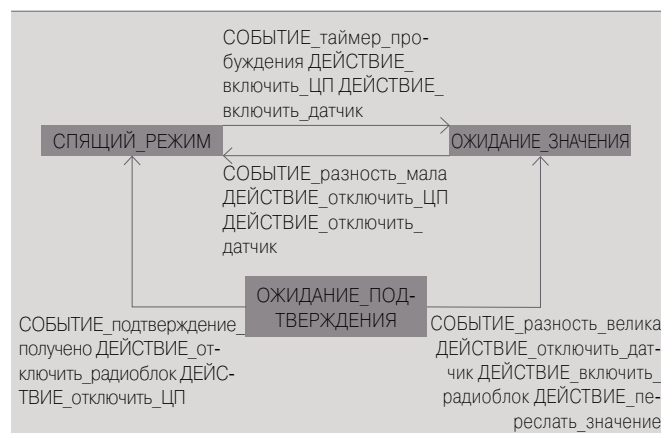 СОБЫТИЕ_таймер_про-
буждения ДЕЙСТВИЕ_
включить_ЦП ДЕЙСТВИЕ_
включить_датчик
СПЯЩИЙ_РЕЖИМ
ОЖИДАНИЕ_ЗНАЧЕНИЯ
СОБЫТИЕ_разность_мала
ДЕЙСТВИЕ_отключить_ЦП
ДЕЙСТВИЕ_отключить_
датчик
ОЖИДАНИЕ_ПОД-
ТВЕРЖДЕНИЯ
СОБЫТИЕ_подтверждение_
получено ДЕЙСТВИЕ_от-
ключить_радиоблок ДЕЙС-
ТВИЕ_отключить_ЦП
СОБЫТИЕ_разность_велика
ДЕЙСТВИЕ_отключить_дат-
чик ДЕЙСТВИЕ_включить_
радиоблок ДЕЙСТВИЕ_пе-
реслать_значение